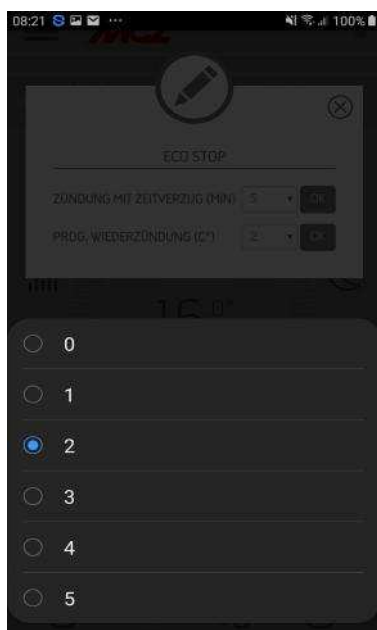 08:21 100%
MCZ
ECO STOP
ZÜNDUNG MIT ZEITVERZUG (MIN) 5 OK
PROG. WIEDERZÜNDUNG (C°) 2 OK
16.0°
0
1
2
3
4
5